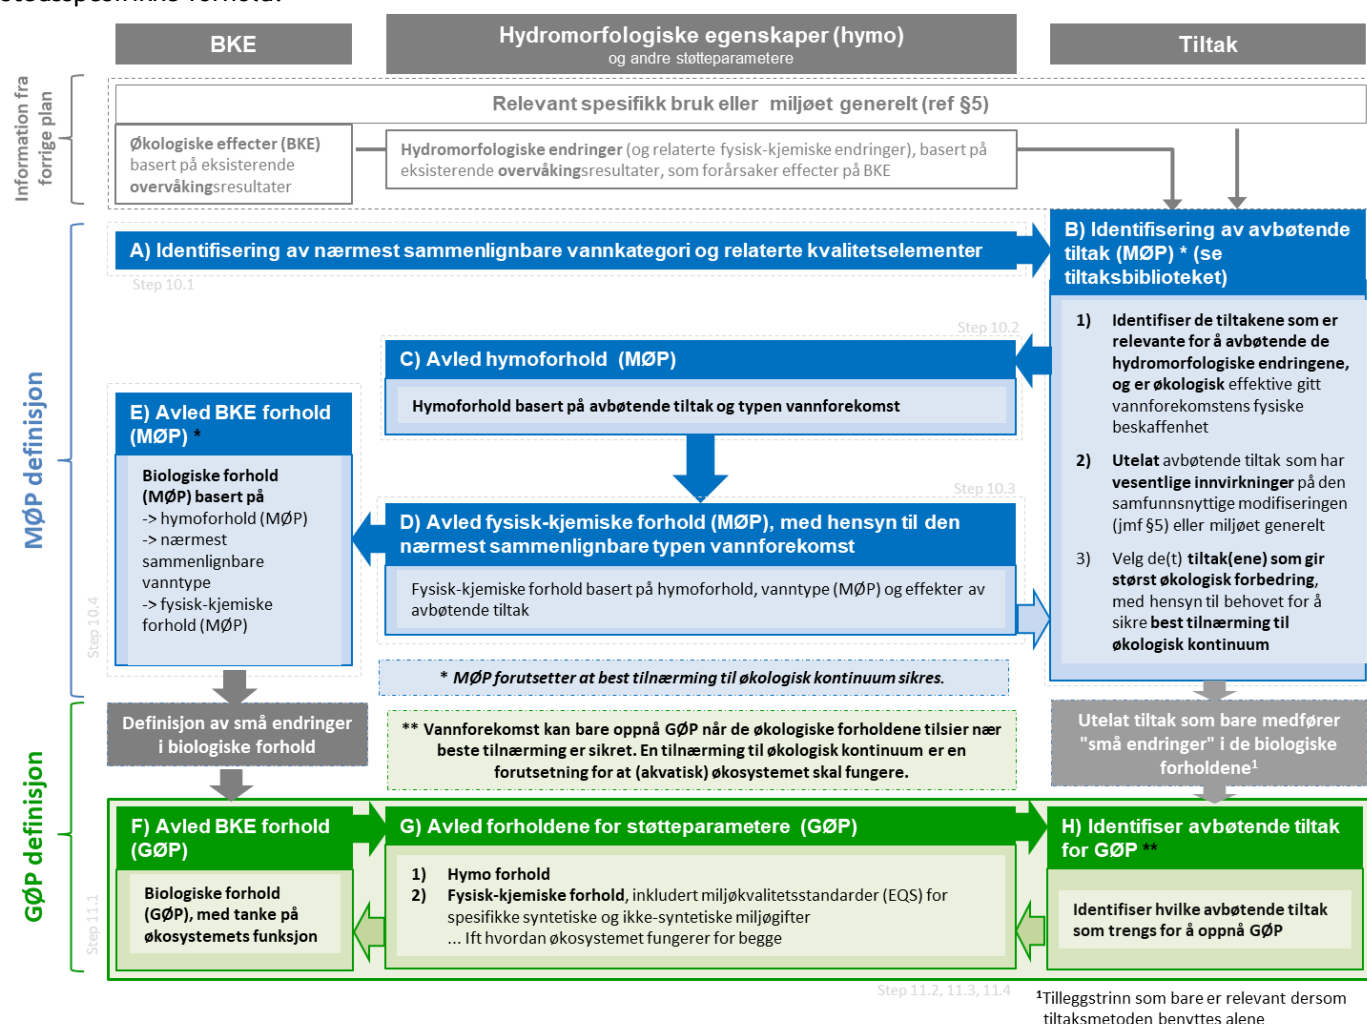 BKE
Hydromorfologiske egenskaper (hymo)
og andre støtteparametere
Tiltak
Information fra
forrige plan
Relevant spesifikk bruk eller miljøet generelt (ref §5)
Økologiske effecter (BKE)
basert på eksisterende
overvåkingsresultater
Hydromorfologiske endringer (og relaterte fysisk-kjemiske endringer), basert på
eksisterende overvåkingsresultater, som forårsaker effecter på BKE
MØP definisjon
A) Identifisering av nærmest sammenlignbare vannkategori og relaterte kvalitetselementer
Step 10.1
B) Identifisering av avbøtende
tiltak (MØP) * (se
tiltaksbiblioteket)
1) Identifiser de tiltakene som er
relevante for å avbøtende de
hydromorfologiske endringene,
og er økologisk effektive gitt
vannforekomstens fysiske
beskaffenhet
2) Utelat avbøtende tiltak som har
vesentlige innvirkninger på den
samfunnsnyttige modifiseringen
(jmf §5) eller miljøet generelt
3) Velg de(t) tiltak(ene) som gir
størst økologisk forbedring,
med hensyn til behovet for å
sikre best tilnærming til
økologisk kontinuum
Step 10.2
C) Avled hymoforhold (MØP)
Hymoforhold basert på avbøtende tiltak og typen vannforekomst
Step 10.3
D) Avled fysisk-kjemiske forhold (MØP), med hensyn til den
nærmest sammenlignbare typen vannforekomst
Fysisk-kjemiske forhold basert på hymoforhold, vanntype (MØP) og effekter av
avbøtende tiltak
E) Avled BKE forhold
(MØP) *
Biologiske forhold
(MØP) basert på
-> hymoforhold (MØP)
-> nærmest
sammenlignbare
vanntype
-> fysisk-kjemiske
forhold (MØP)
Step 10.4
* MØP forutsetter at best tilnærming til økologisk kontinuum sikres.
Definisjon av små endringer
i biologiske forhold
** Vannforekomst kan bare oppnå GØP når de økologiske forholdene tilsier nær
beste tilnærming er sikret. En tilnærming til økologisk kontinuum er en
forutsetning for at (akvatisk) økosystemet skal fungere.
Utelat tiltak som bare medfører
"små endringer" i de biologiske
forholdene1
GØP definisjon
F) Avled BKE forhold
(GØP)
Biologiske forhold
(GØP), med tanke på
økosystemets funksjon
Step 11.1
G) Avled forholdene for støtteparametere (GØP)
1) Hymo forhold
2) Fysisk-kjemiske forhold, inkludert miljøkvalitetsstandarder (EQS) for
spesifikke syntetiske og ikke-syntetiske miljøgifter
... Ift hvordan økosystemet fungerer for begge
H) Identifiser avbøtende tiltak
for GØP **
Identifiser hvilke avbøtende tiltak
som trengs for å oppnå GØP
Step 11.2, 11.3, 11.4
1Tilleggstrinn som bare er relevant dersom
tiltaksmetoden benyttes alene